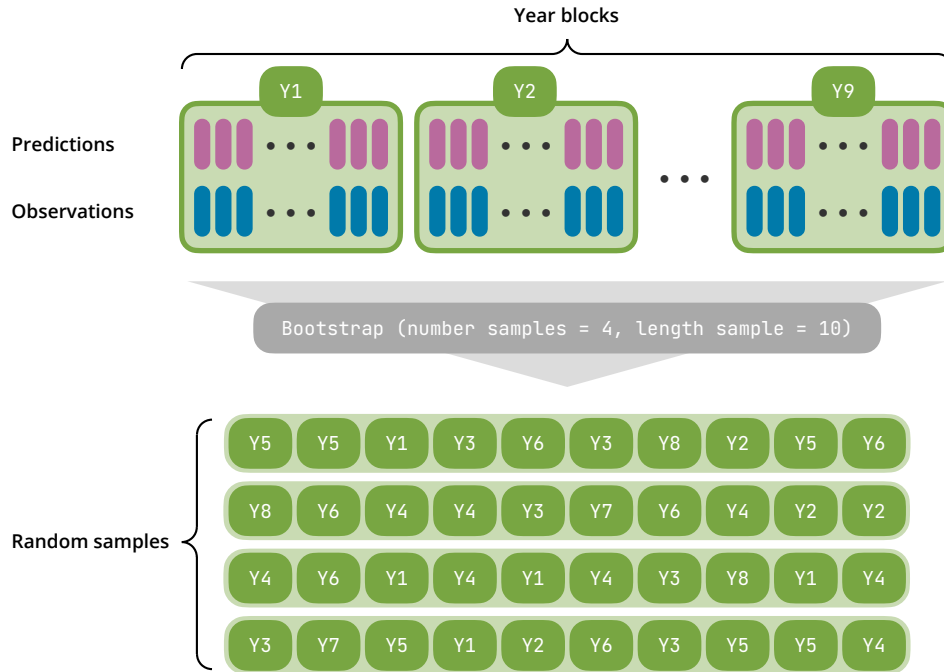 Year blocks
Y1 Y2 Y9
Predictions
Observations
Bootstrap (number samples = 4, length sample = 10)
Random samples
Y5 Y5 Y1 Y3 Y6 Y3 Y8 Y2 Y5 Y6
Y8 Y6 Y4 Y4 Y3 Y7 Y6 Y4 Y2 Y2
Y4 Y6 Y1 Y4 Y1 Y4 Y3 Y8 Y1 Y4
Y3 Y7 Y5 Y1 Y2 Y6 Y3 Y5 Y5 Y4